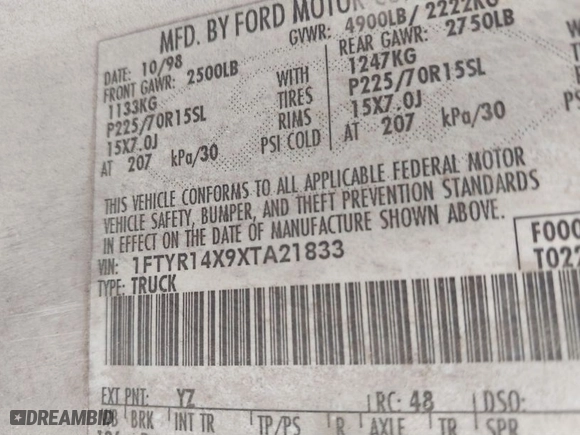 MFD. BY FORD MOTOR
GVWR: 4900LB/ 2222KG
DATE: 10/98
FRONT GAWR: 2500LB
REAR GAWR: 2750LB
1133KG WITH 1247KG
P225/70R15SL TIRES P225/70R15SL
15X7.0J RIMS 15X7.0J
AT 207 kPa/30 PSI COLD AT 207 kPa/30
THIS VEHICLE CONFORMS TO ALL APPLICABLE FEDERAL MOTOR
VEHICLE SAFETY, BUMPER, AND THEFT PREVENTION STANDARDS
IN EFFECT ON THE DATE OF MANUFACTURE SHOWN ABOVE.
VIN: 1FTYR14X9XTA21833
TYPE: TRUCK
F000
T022
EXT PNT: YZ RC: 48 DSO:
BRK INT TR TP/PS R AXLE TR SPR
DREAMBID